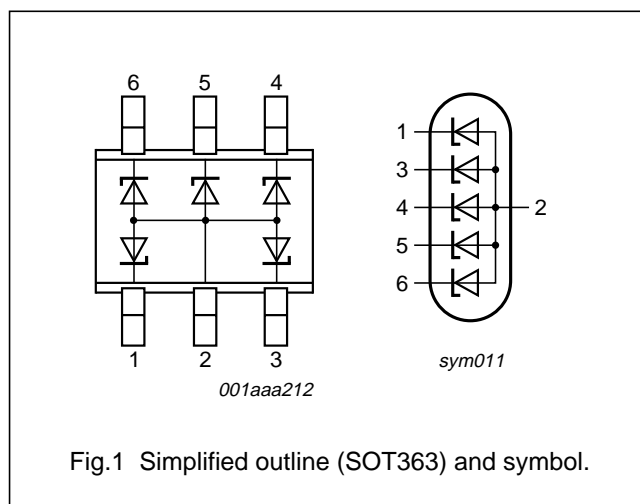 6 5 4
1 2 3
001aaa212
1
3
4 2
5
6
sym011
Fig.1 Simplified outline (SOT363) and symbol.